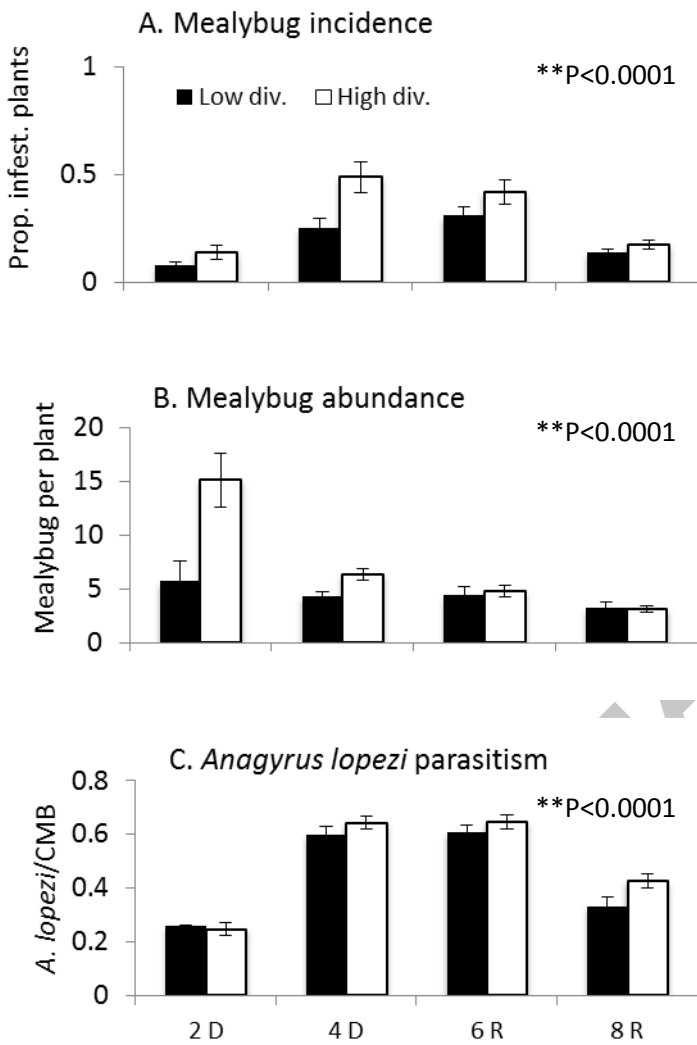 A. Mealybug incidence
1
**P<0.0001
Low div. High div.
0.5
0
Prop. infest. plants
B. Mealybug abundance
20
**P<0.0001
15
10
5
0
Mealybug per plant
C. Anagyrus lopezi parasitism
0.8
**P<0.0001
0.6
0.4
0.2
0
A. lopezi/CMB
2 D 4 D 6 R 8 R